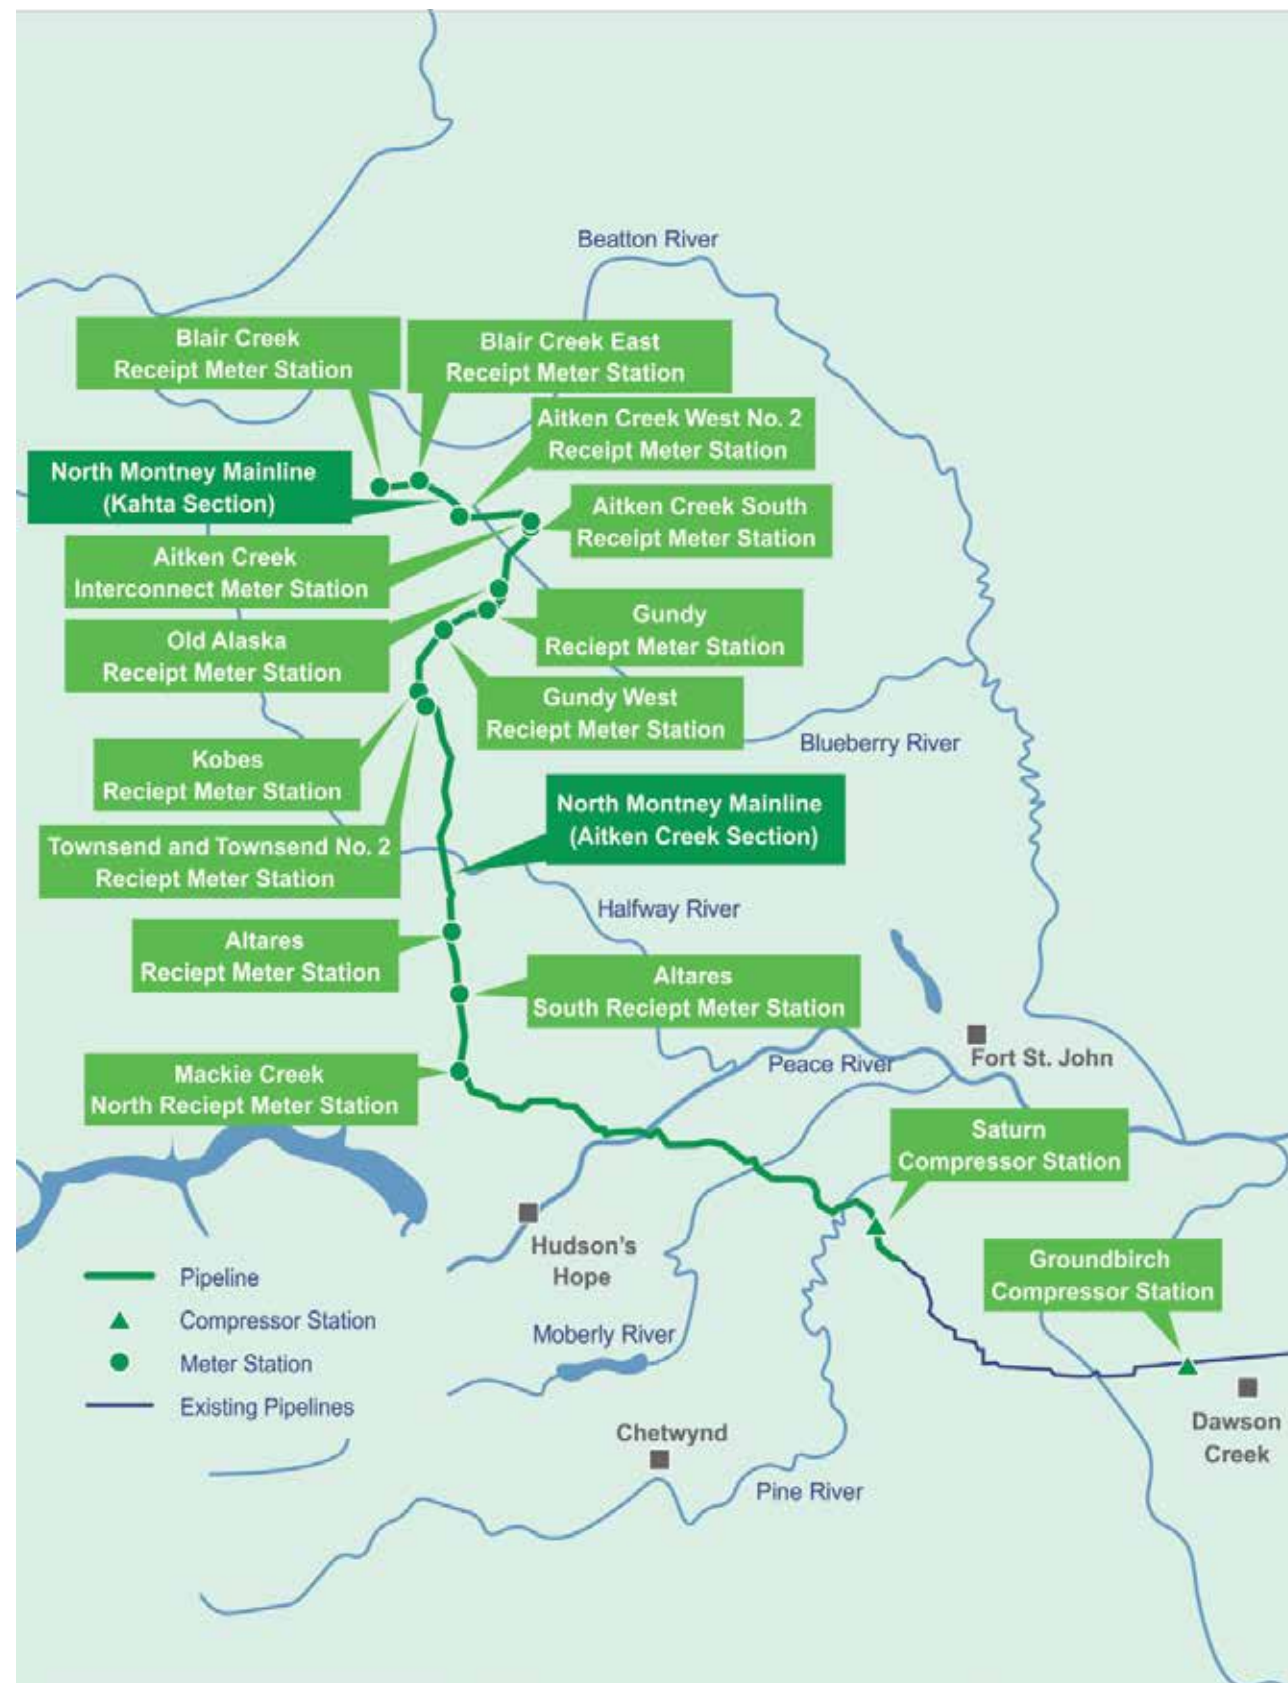 Beatton River
Blair Creek
Receipt Meter Station
Blair Creek East
Receipt Meter Station
Aitken Creek West No. 2
Receipt Meter Station
North Montney Mainline
(Kahta Section)
Aitken Creek South
Receipt Meter Station
Aitken Creek
Interconnect Meter Station
Old Alaska
Receipt Meter Station
Gundy
Reciept Meter Station
Gundy West
Reciept Meter Station
Blueberry River
Kobes
Reciept Meter Station
North Montney Mainline
(Aitken Creek Section)
Townsend and Townsend No. 2
Reciept Meter Station
Halfway River
Altares
Reciept Meter Station
Altares
South Reciept Meter Station
Fort St. John
Peace River
Mackie Creek
North Reciept Meter Station
Saturn
Compressor Station
Hudson's
Hope
Groundbirch
Compressor Station
Pipeline
Compressor Station
Meter Station
Existing Pipelines
Moberly River
Dawson
Creek
Chetwynd
Pine River